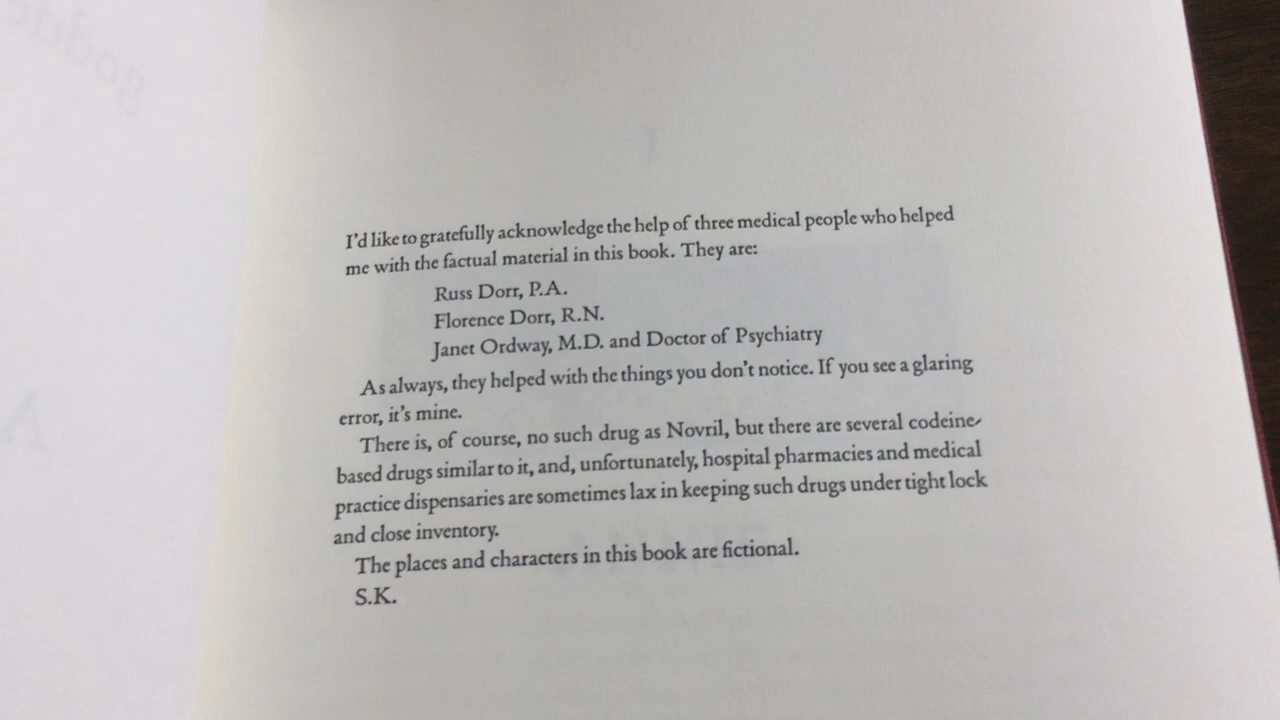 godde
A
I'd like to gratefully acknowledge the help of three medical people who helped
me with the factual material in this book. They are:
Russ Dorr, P.A.
Florence Dorr, R.N.
Janet Ordway, M.D. and Doctor of Psychiatry
As always, they helped with the things you don't notice. If you see a glaring
error, it's mine.
There is, of course, no such drug as Novril, but there are several codeine-
based drugs similar to it, and, unfortunately, hospital pharmacies and medical
practice dispensaries are sometimes lax in keeping such drugs under tight lock
and close inventory.
The places and characters in this book are fictional.
S.K.